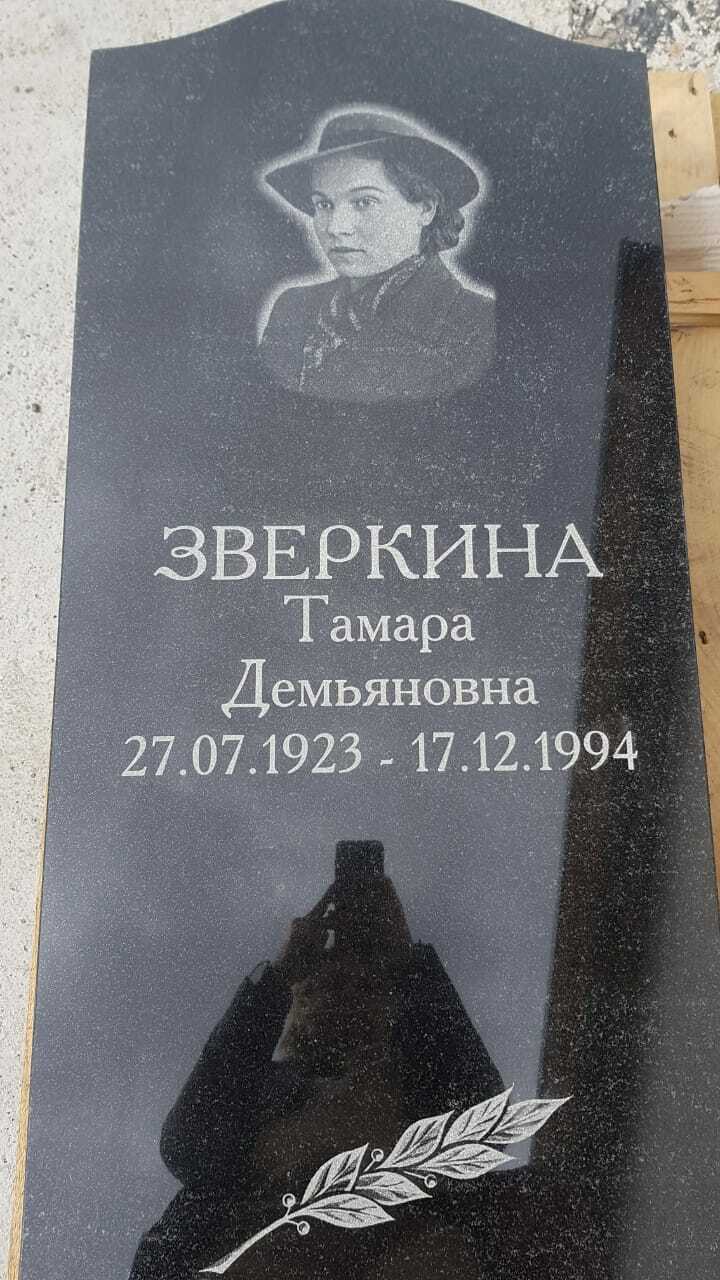 ЗВЕРКИНА
Тамара
Демьяновна
27.07.1923 - 17.12.1994